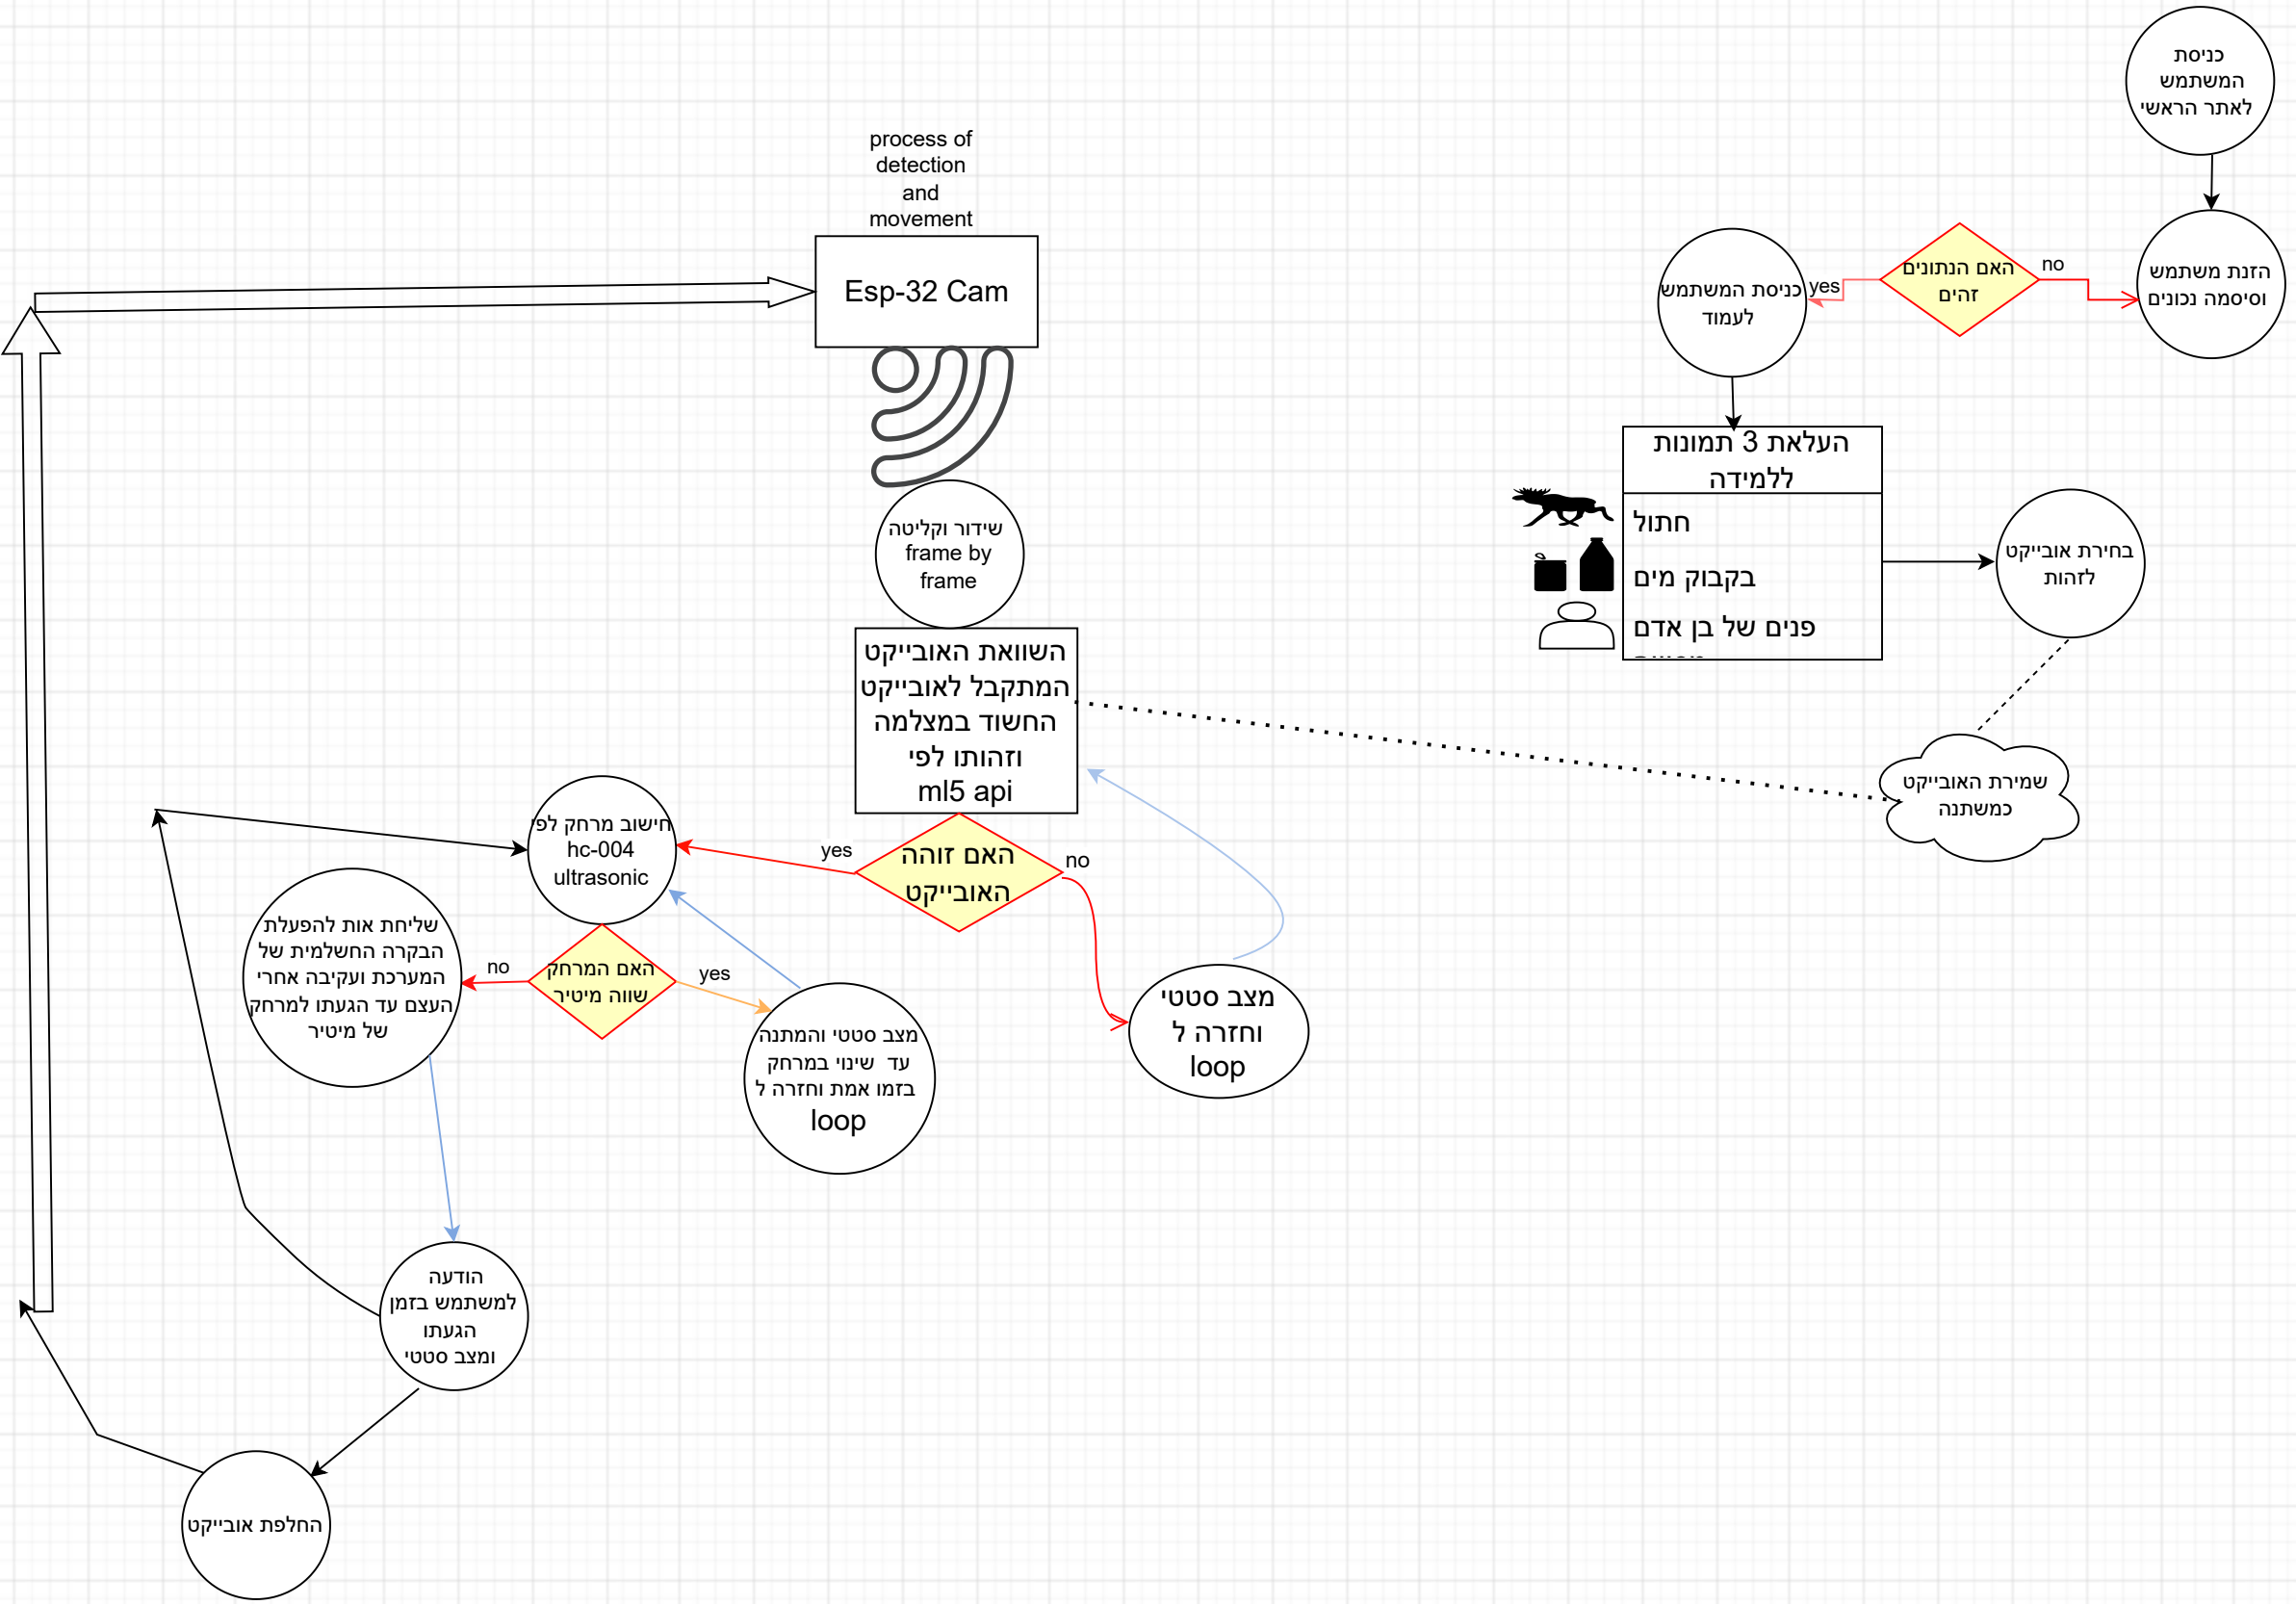 כניסת
המשתמש
לאתר הראשי
הזנת משתמש
וסיסמה נכונים
האם הנתונים
זהים
no
yes
כניסת המשתמש
לעמוד
העלאת 3 תמונות
ללמידה
חתול
בקבוק מים
פנים של בן אדם
בחירת אובייקט
לזהות
שמירת האובייקט
כמשתנה
process of
detection
and
movement
Esp-32 Cam
שידור וקליטה
frame by
frame
השוואת האובייקט
המתקבל לאובייקט
החשוד במצלמה
וזהותו לפי
ml5 api
האם זוהה
האובייקט
yes
no
מצב סטטי
וחזרה ל
loop
חישוב מרחק לפי
hc-004
ultrasonic
האם המרחק
שווה מיטיר
no
yes
מצב סטטי והמתנה
עד שינוי במרחק
בזמו אמת וחזרה ל
loop
שליחת אות להפעלת
הבקרה החשלמית של
המערכת ועקיבה אחרי
העצם עד הגעתו למרחק
של מיטיר
הודעה
למשתמש בזמן
הגעתו
ומצב סטטי
החלפת אובייקט